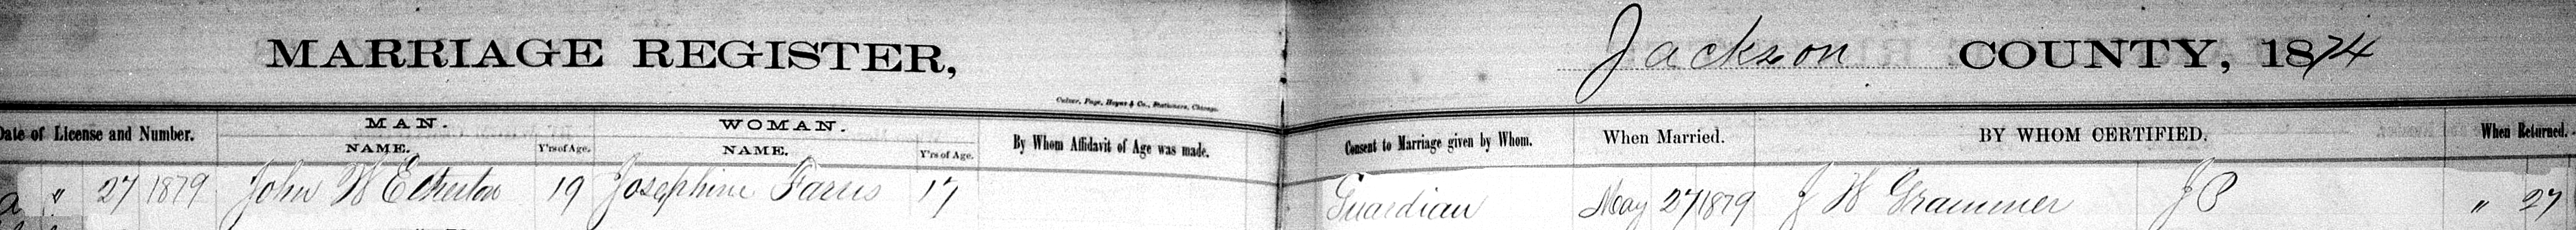 MARRIAGE REGISTER, Jackson COUNTY, 1874
Culver, Page, Hoyne & Co., Stationers, Chicago.
Date of License and Number. MAN. WOMAN. By Whom Affidavit of Age was made. Consent to Marriage given by Whom. When Married. BY WHOM CERTIFIED. When Returned.
NAME. Y'rs of Age. NAME. Y'rs of Age.
" 27 1879 John W 19 Josephine Farris 17 Guardian May 27 1879 J W Grammer J P " 27